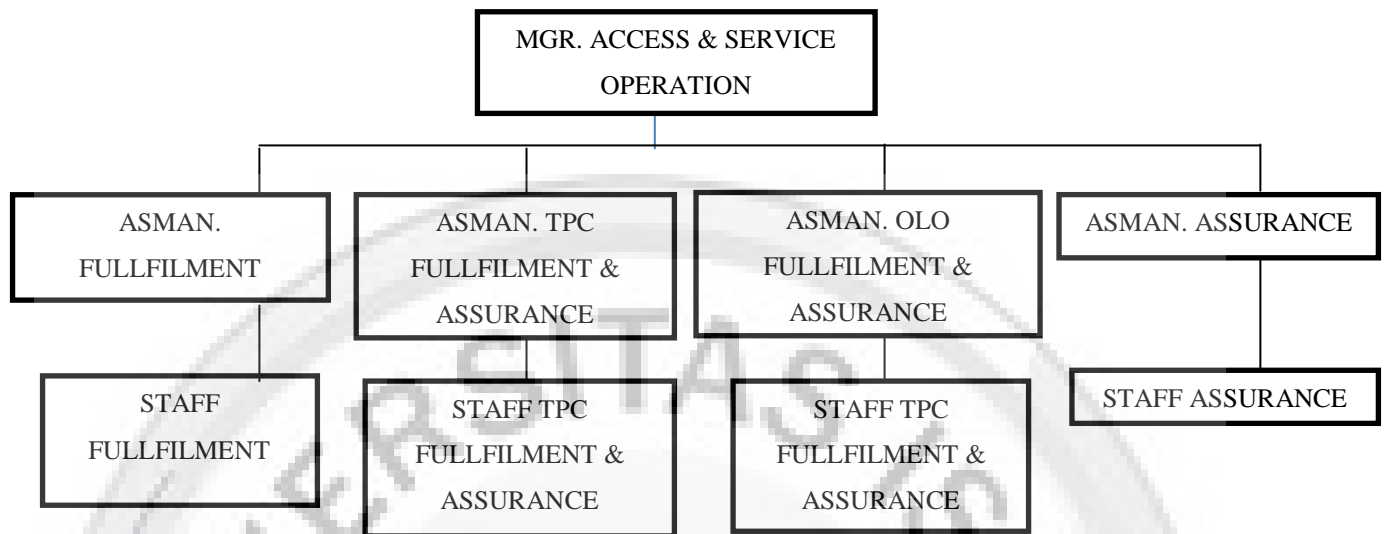 MGR. ACCESS & SERVICE
OPERATION
ASMAN.
FULLFILMENT
ASMAN. TPC
FULLFILMENT &
ASSURANCE
ASMAN. OLO
FULLFILMENT &
ASSURANCE
ASMAN. ASSURANCE
STAFF
FULLFILMENT
STAFF TPC
FULLFILMENT &
ASSURANCE
STAFF TPC
FULLFILMENT &
ASSURANCE
STAFF ASSURANCE